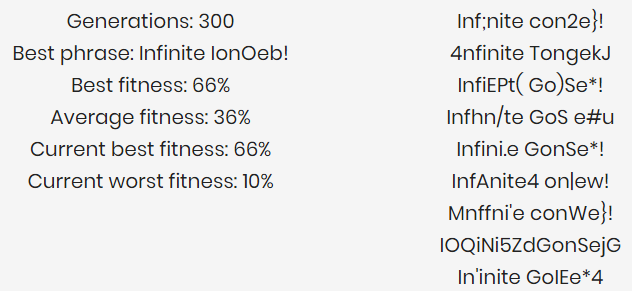 Generations: 300
Best phrase: Infinite IonOeb!
Best fitness: 66%
Average fitness: 36%
Current best fitness: 66%
Current worst fitness: 10%
Inf;nite con2e}!
4nfinite TongekJ
InfiEPt( Go)Se*!
Infhn/te GoS e#u
Infini.e GonSe*!
InfAnite4 on|ew!
Mnffni'e conWe}!
IOQiNi5ZdGonSejG
In'inite GoIEe*4